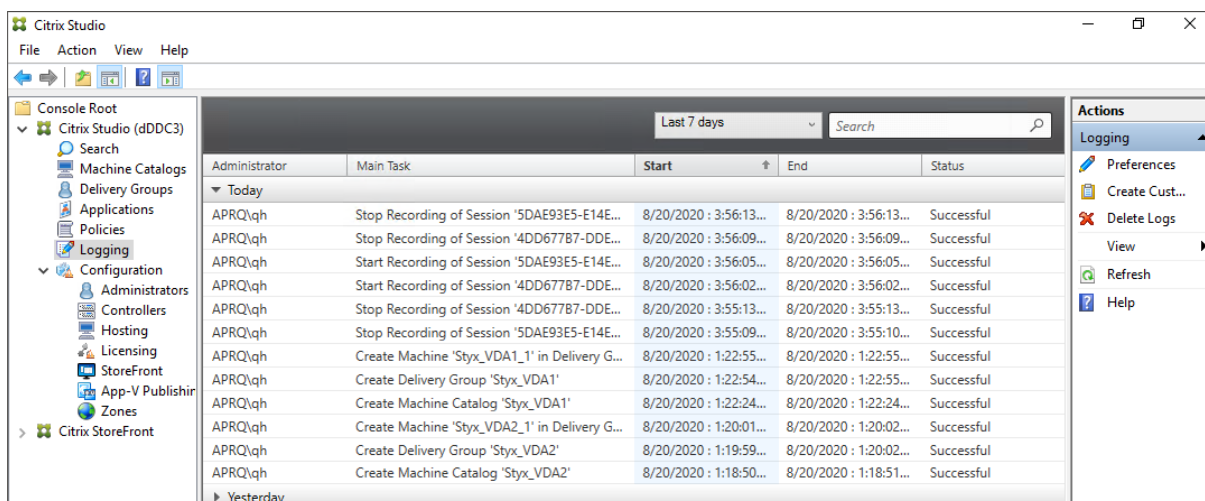 Citrix Studio
File Action View Help
Console Root
Citrix Studio (dDDC3)
Search
Machine Catalogs
Delivery Groups
Applications
Policies
Logging
Configuration
Administrators
Controllers
Hosting
Licensing
StoreFront
App-V Publishin
Zones
Citrix StoreFront
Last 7 days Search
Administrator Main Task Start End Status
Today
APRQ\qh Stop Recording of Session '5DAE93E5-E14E... 8/20/2020 : 3:56:13... 8/20/2020 : 3:56:13... Successful
APRQ\qh Stop Recording of Session '4DD677B7-DDE... 8/20/2020 : 3:56:09... 8/20/2020 : 3:56:09... Successful
APRQ\qh Start Recording of Session '5DAE93E5-E14E... 8/20/2020 : 3:56:05... 8/20/2020 : 3:56:05... Successful
APRQ\qh Start Recording of Session '4DD677B7-DDE... 8/20/2020 : 3:56:02... 8/20/2020 : 3:56:02... Successful
APRQ\qh Stop Recording of Session '4DD677B7-DDE... 8/20/2020 : 3:55:13... 8/20/2020 : 3:55:13... Successful
APRQ\qh Stop Recording of Session '5DAE93E5-E14E... 8/20/2020 : 3:55:09... 8/20/2020 : 3:55:10... Successful
APRQ\qh Create Machine 'Styx_VDA1_1' in Delivery G... 8/20/2020 : 1:22:55... 8/20/2020 : 1:22:55... Successful
APRQ\qh Create Delivery Group 'Styx_VDA1' 8/20/2020 : 1:22:54... 8/20/2020 : 1:22:55... Successful
APRQ\qh Create Machine Catalog 'Styx_VDA1' 8/20/2020 : 1:22:24... 8/20/2020 : 1:22:24... Successful
APRQ\qh Create Machine 'Styx_VDA2_1' in Delivery G... 8/20/2020 : 1:20:01... 8/20/2020 : 1:20:02... Successful
APRQ\qh Create Delivery Group 'Styx_VDA2' 8/20/2020 : 1:19:59... 8/20/2020 : 1:20:02... Successful
APRQ\qh Create Machine Catalog 'Styx_VDA2' 8/20/2020 : 1:18:50... 8/20/2020 : 1:18:51... Successful
Yesterday
Actions
Logging
Preferences
Create Cust...
Delete Logs
View
Refresh
Help